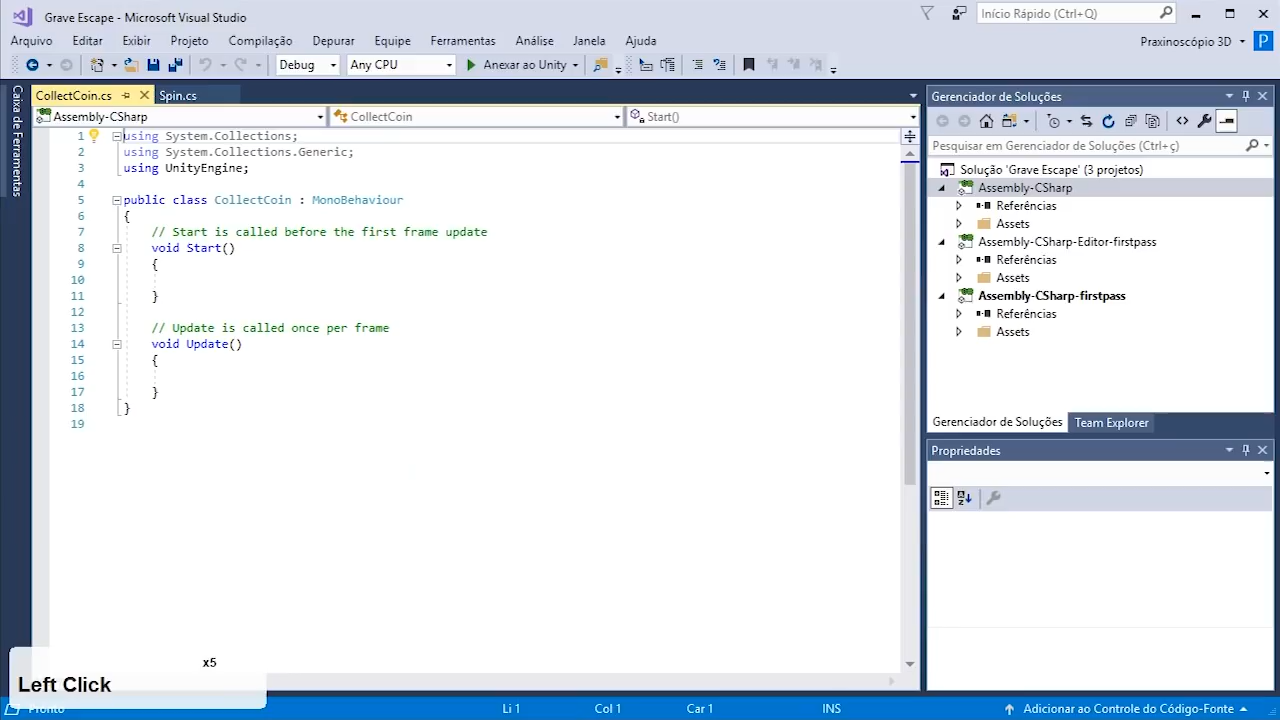 Grave Escape - Microsoft Visual Studio
Início Rápido (Ctrl+Q)
Arquivo Editar Exibir Projeto Compilação Depurar Equipe Ferramentas Análise Janela Ajuda
Praxinoscópio 3D P
Debug Any CPU Anexar ao Unity
Caixa de Ferramentas
CollectCoin.cs Spin.cs
Assembly-CSharp CollectCoin Start()
1 using System.Collections;
2 using System.Collections.Generic;
3 using UnityEngine;
4
5 public class CollectCoin : MonoBehaviour
6 {
7 // Start is called before the first frame update
8 void Start()
9 {
10
11 }
12
13 // Update is called once per frame
14 void Update()
15 {
16
17 }
18 }
19
Gerenciador de Soluções
Pesquisar em Gerenciador de Soluções (Ctrl+ç)
Solução 'Grave Escape' (3 projetos)
Assembly-CSharp
Referências
Assets
Assembly-CSharp-Editor-firstpass
Referências
Assets
Assembly-CSharp-firstpass
Referências
Assets
Gerenciador de Soluções Team Explorer
Propriedades
x5
Left Click
Pronto Li 1 Col 1 Car 1 INS Adicionar ao Controle do Código-Fonte